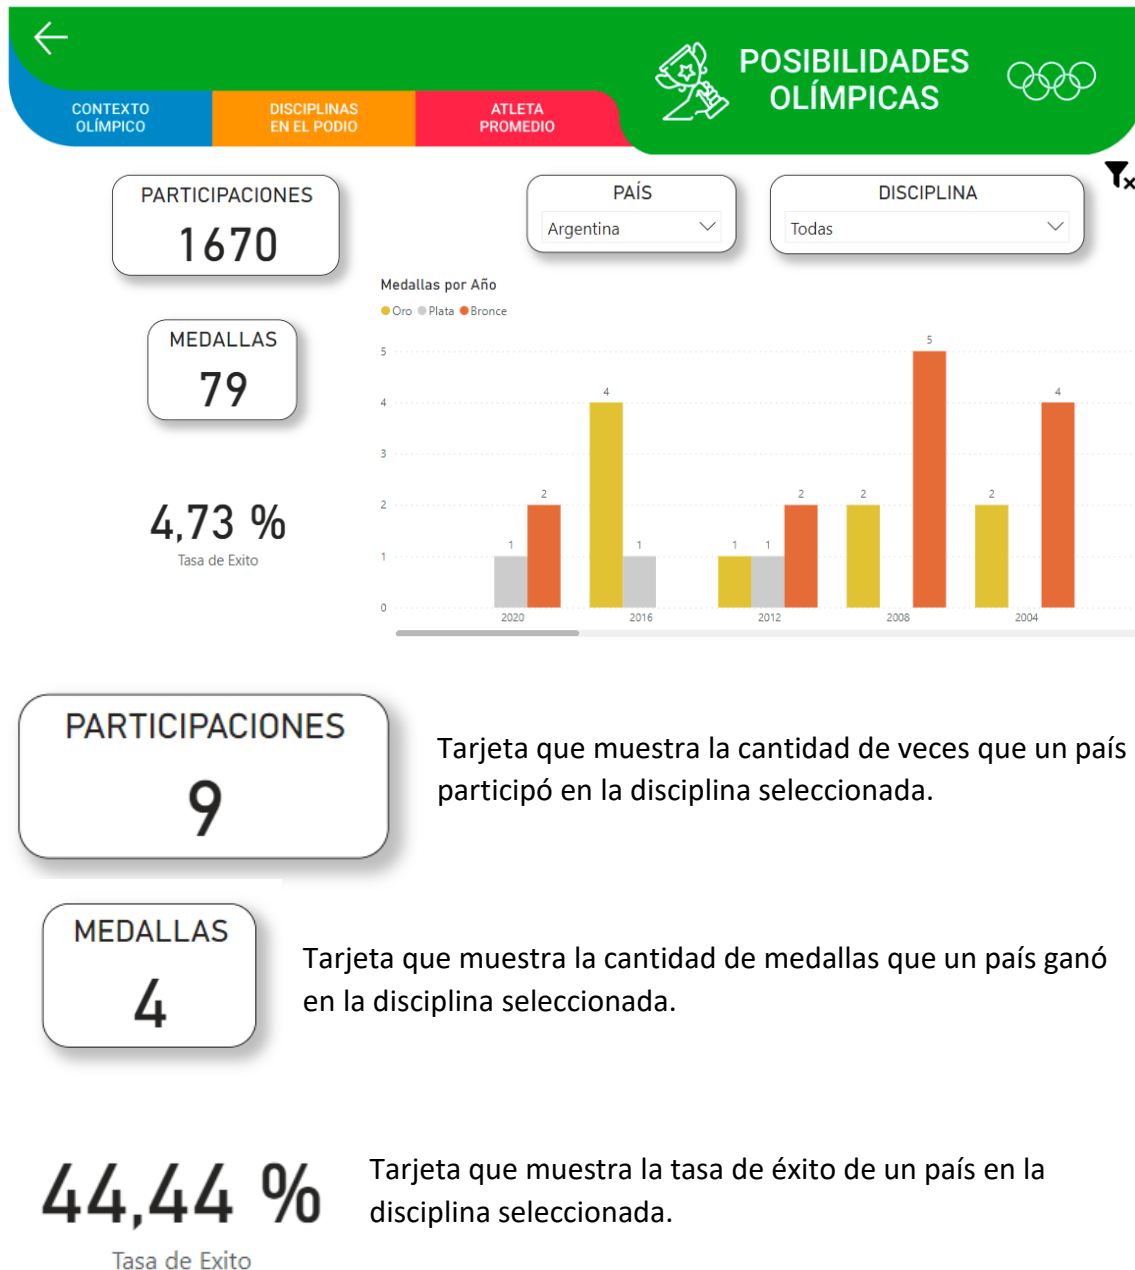 POSIBILIDADES
OLÍMPICAS
CONTEXTO
OLÍMPICO
DISCIPLINAS
EN EL PODIO
ATLETA
PROMEDIO
PARTICIPACIONES
1670
PAÍS
Argentina
DISCIPLINA
Todas
MEDALLAS
79
4,73 %
Tasa de Exito
Medallas por Año
Oro Plata Bronce
5
4
3
2
1
0
1
2
4
1
1
1
2
2
5
2
4
2020
2016
2012
2008
2004
PARTICIPACIONES
9
Tarjeta que muestra la cantidad de veces que un país
participó en la disciplina seleccionada.
MEDALLAS
4
Tarjeta que muestra la cantidad de medallas que un país ganó
en la disciplina seleccionada.
44,44 %
Tasa de Exito
Tarjeta que muestra la tasa de éxito de un país en la
disciplina seleccionada.